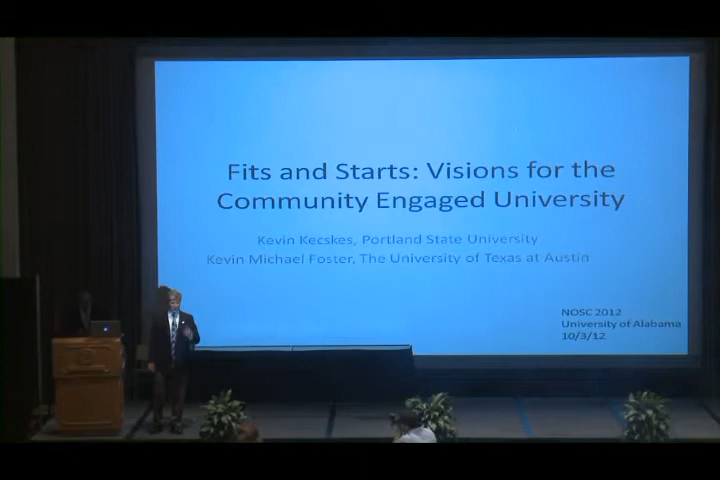 Fits and Starts: Visions for the
Community Engaged University
Kevin Kecskes, Portland State University
Kevin Michael Foster, The University of Texas at Austin
NOSC 2012
University of Alabama
10/3/12